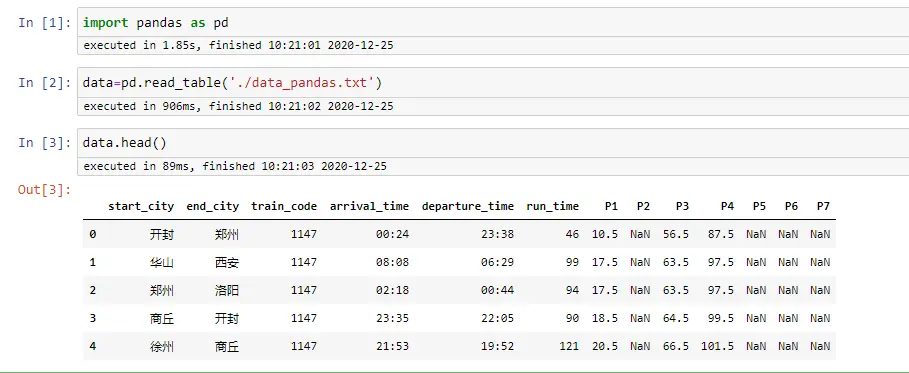 In [1]: import pandas as pd
executed in 1.85s, finished 10:21:01 2020-12-25
In [2]: data=pd.read_table('./data_pandas.txt')
executed in 906ms, finished 10:21:02 2020-12-25
In [3]: data.head()
executed in 89ms, finished 10:21:03 2020-12-25
Out[3]:
start_city end_city train_code arrival_time departure_time run_time P1 P2 P3 P4 P5 P6 P7
0 开封 郑州 1147 00:24 23:38 46 10.5 NaN 56.5 87.5 NaN NaN NaN
1 华山 西安 1147 08:08 06:29 99 17.5 NaN 63.5 97.5 NaN NaN NaN
2 郑州 洛阳 1147 02:18 00:44 94 17.5 NaN 63.5 97.5 NaN NaN NaN
3 商丘 开封 1147 23:35 22:05 90 18.5 NaN 64.5 99.5 NaN NaN NaN
4 徐州 商丘 1147 21:53 19:52 121 20.5 NaN 66.5 101.5 NaN NaN NaN